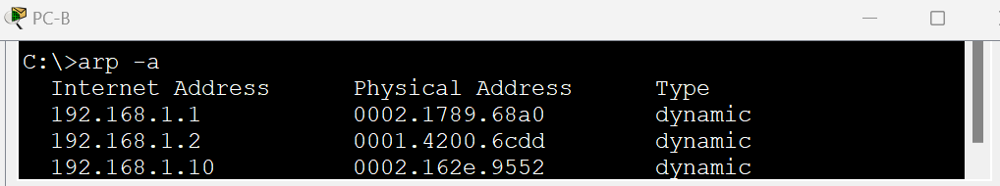 PC-B
C:\>arp -a
Internet Address Physical Address Type
192.168.1.1 0002.1789.68a0 dynamic
192.168.1.2 0001.4200.6cdd dynamic
192.168.1.10 0002.162e.9552 dynamic